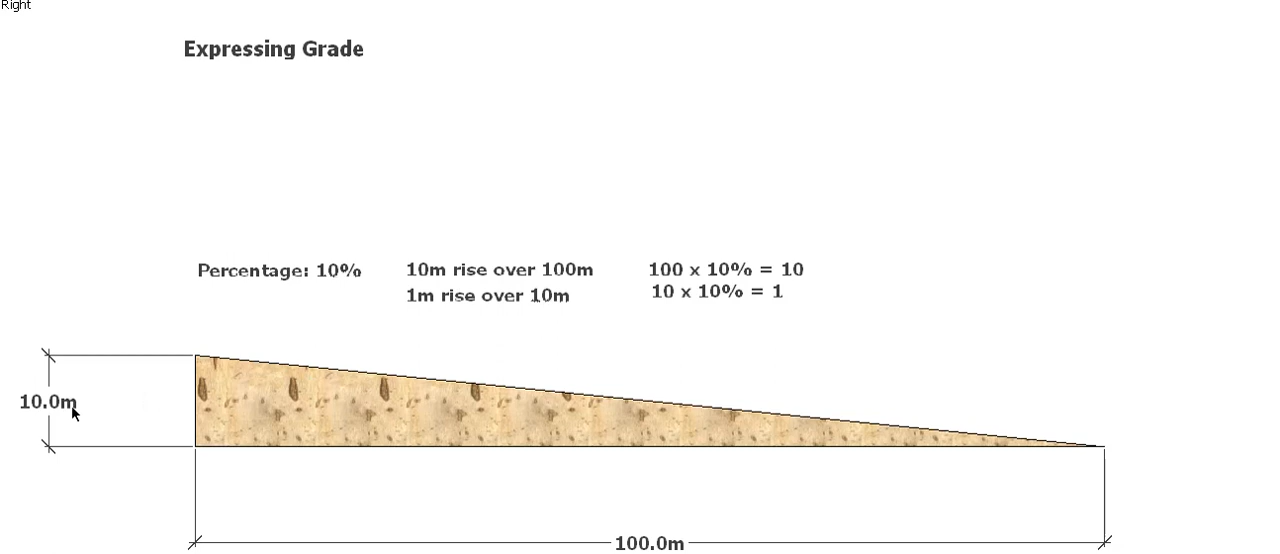 Right
Expressing Grade
Percentage: 10%
10m rise over 100m
100 x 10% = 10
1m rise over 10m
10 x 10% = 1
10.0m
100.0m